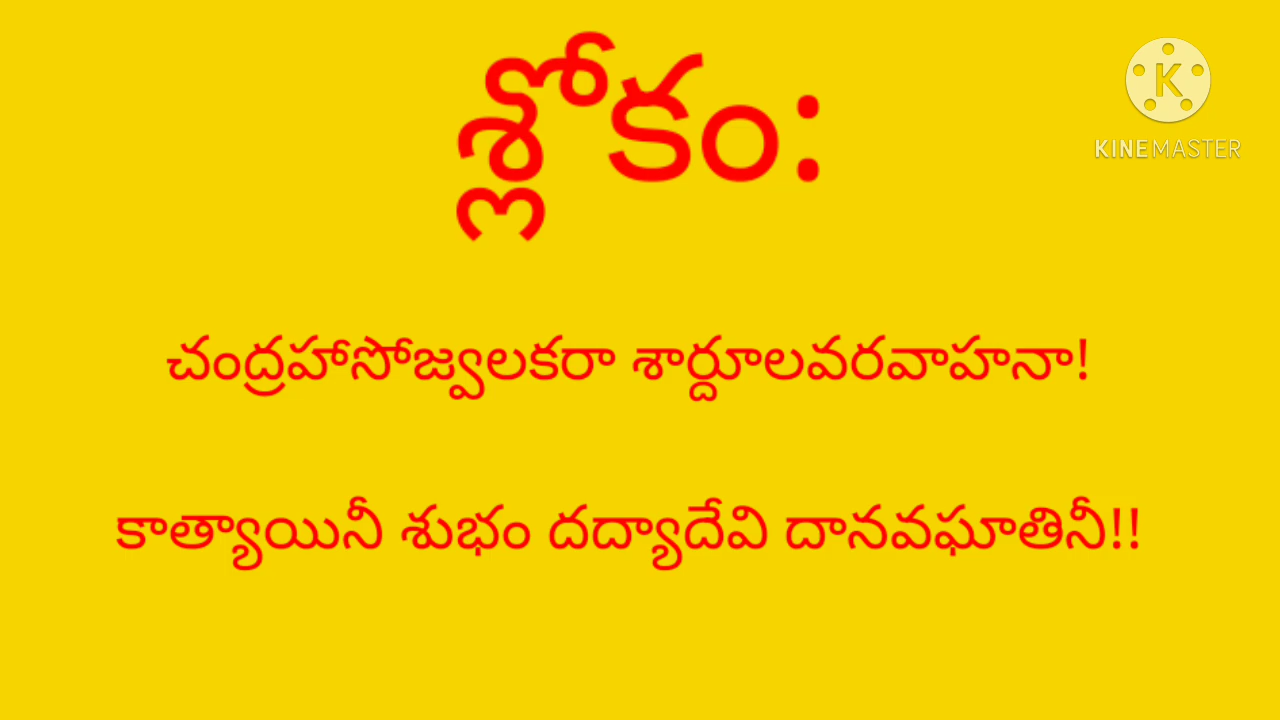 శ్లోకం:
KINEMASTER
చంద్రహాసోజ్వలకరా శార్దూలవరవాహనా!
కాత్యాయినీ శుభం దద్యాదేవి దానవఘాతినీ!!